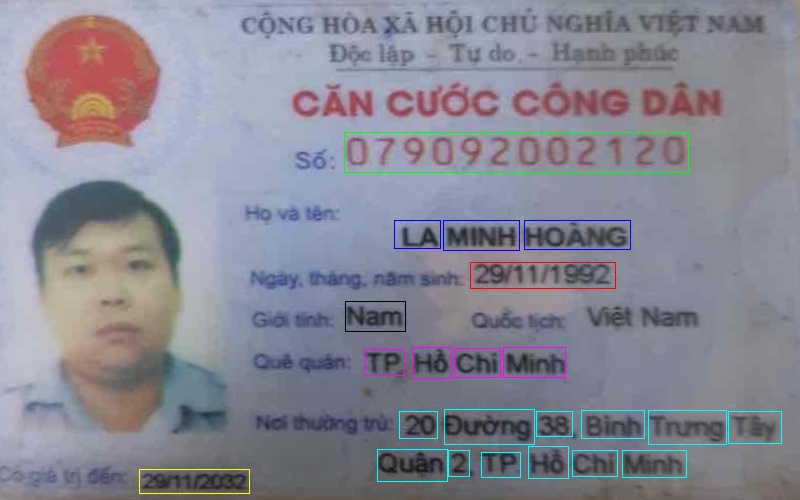 CỘNG HÒA XÃ HỘI CHỦ NGHĨA VIỆT NAM
Độc lập - Tự do - Hạnh phúc
CĂN CƯỚC CÔNG DÂN
Số: 079092002120
Họ và tên:
LA MINH HOÀNG
Ngày, tháng, năm sinh: 29/11/1992
Giới tính: Nam Quốc tịch: Việt Nam
Quê quán: TP. Hồ Chí Minh
Nơi thường trú: 20 Đường 38, Bình Trưng Tây
Quận 2, TP. Hồ Chí Minh
Có giá trị đến: 29/11/2032